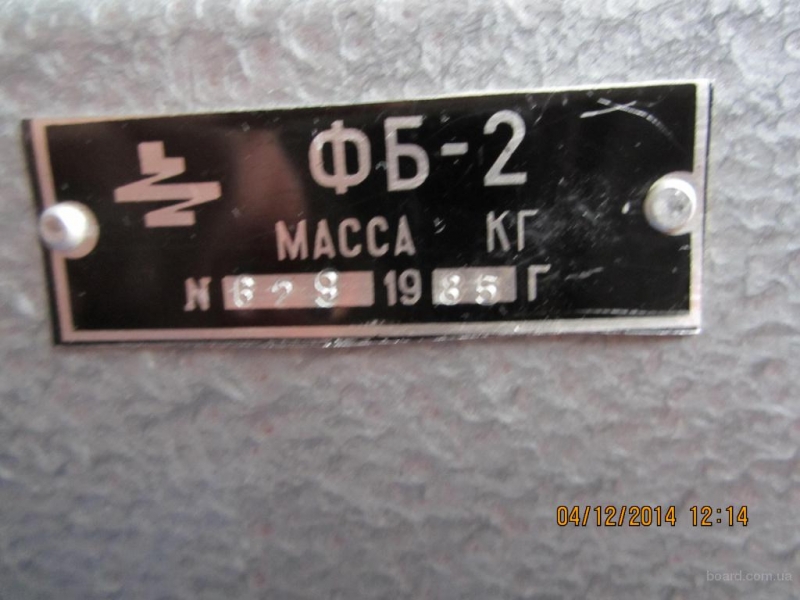 ФБ-2
МАССА КГ
N 629 1985 Г
04/12/2014 12:14
board.com.ua